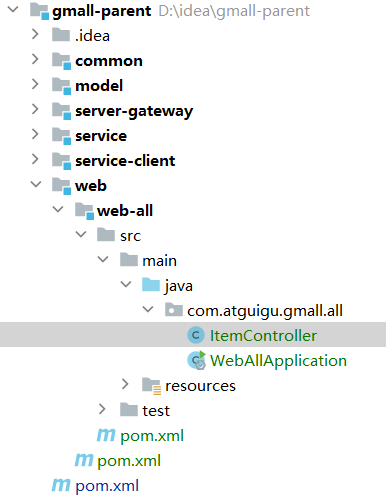 gmall-parent D:\idea\gmall-parent
.idea
common
model
server-gateway
service
service-client
web
web-all
src
main
java
com.atguigu.gmall.all
ItemController
WebAllApplication
resources
test
pom.xml
pom.xml
pom.xml